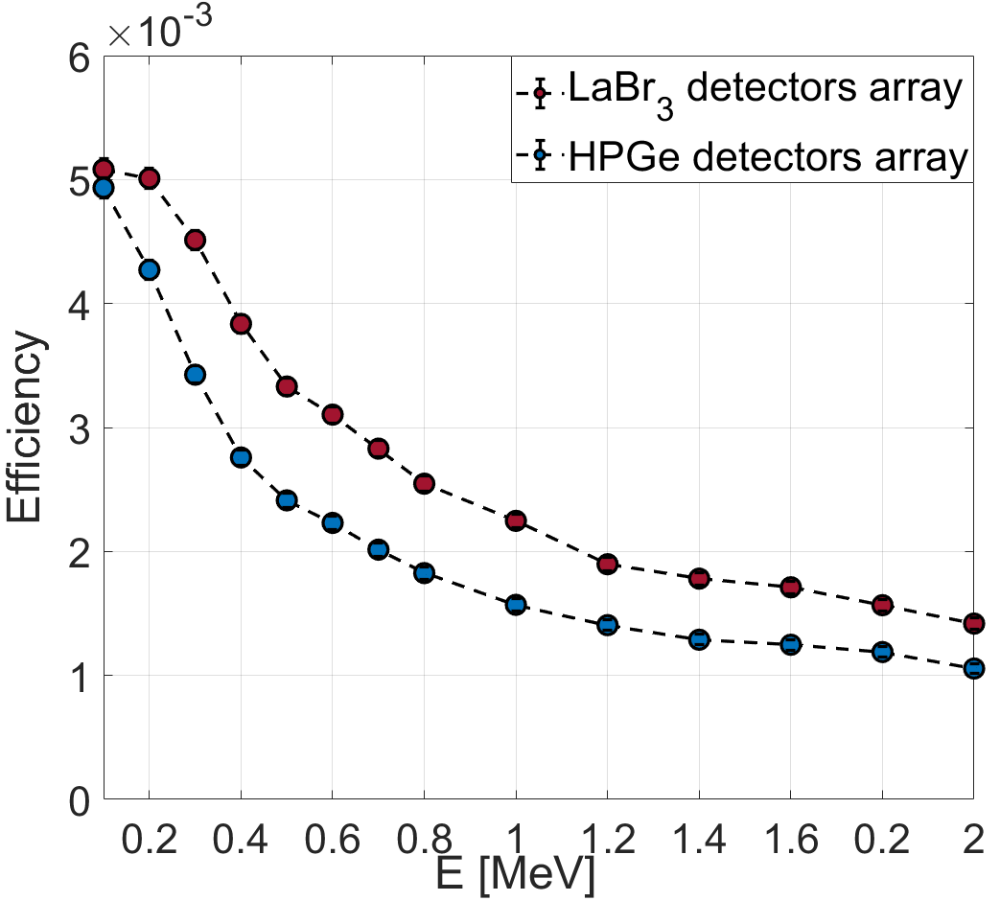 ×10⁻³
6
5
4
3
2
1
0
Efficiency
LaBr₃ detectors array
HPGe detectors array
0.2 0.4 0.6 0.8 1 1.2 1.4 1.6 0.2 2
E [MeV]